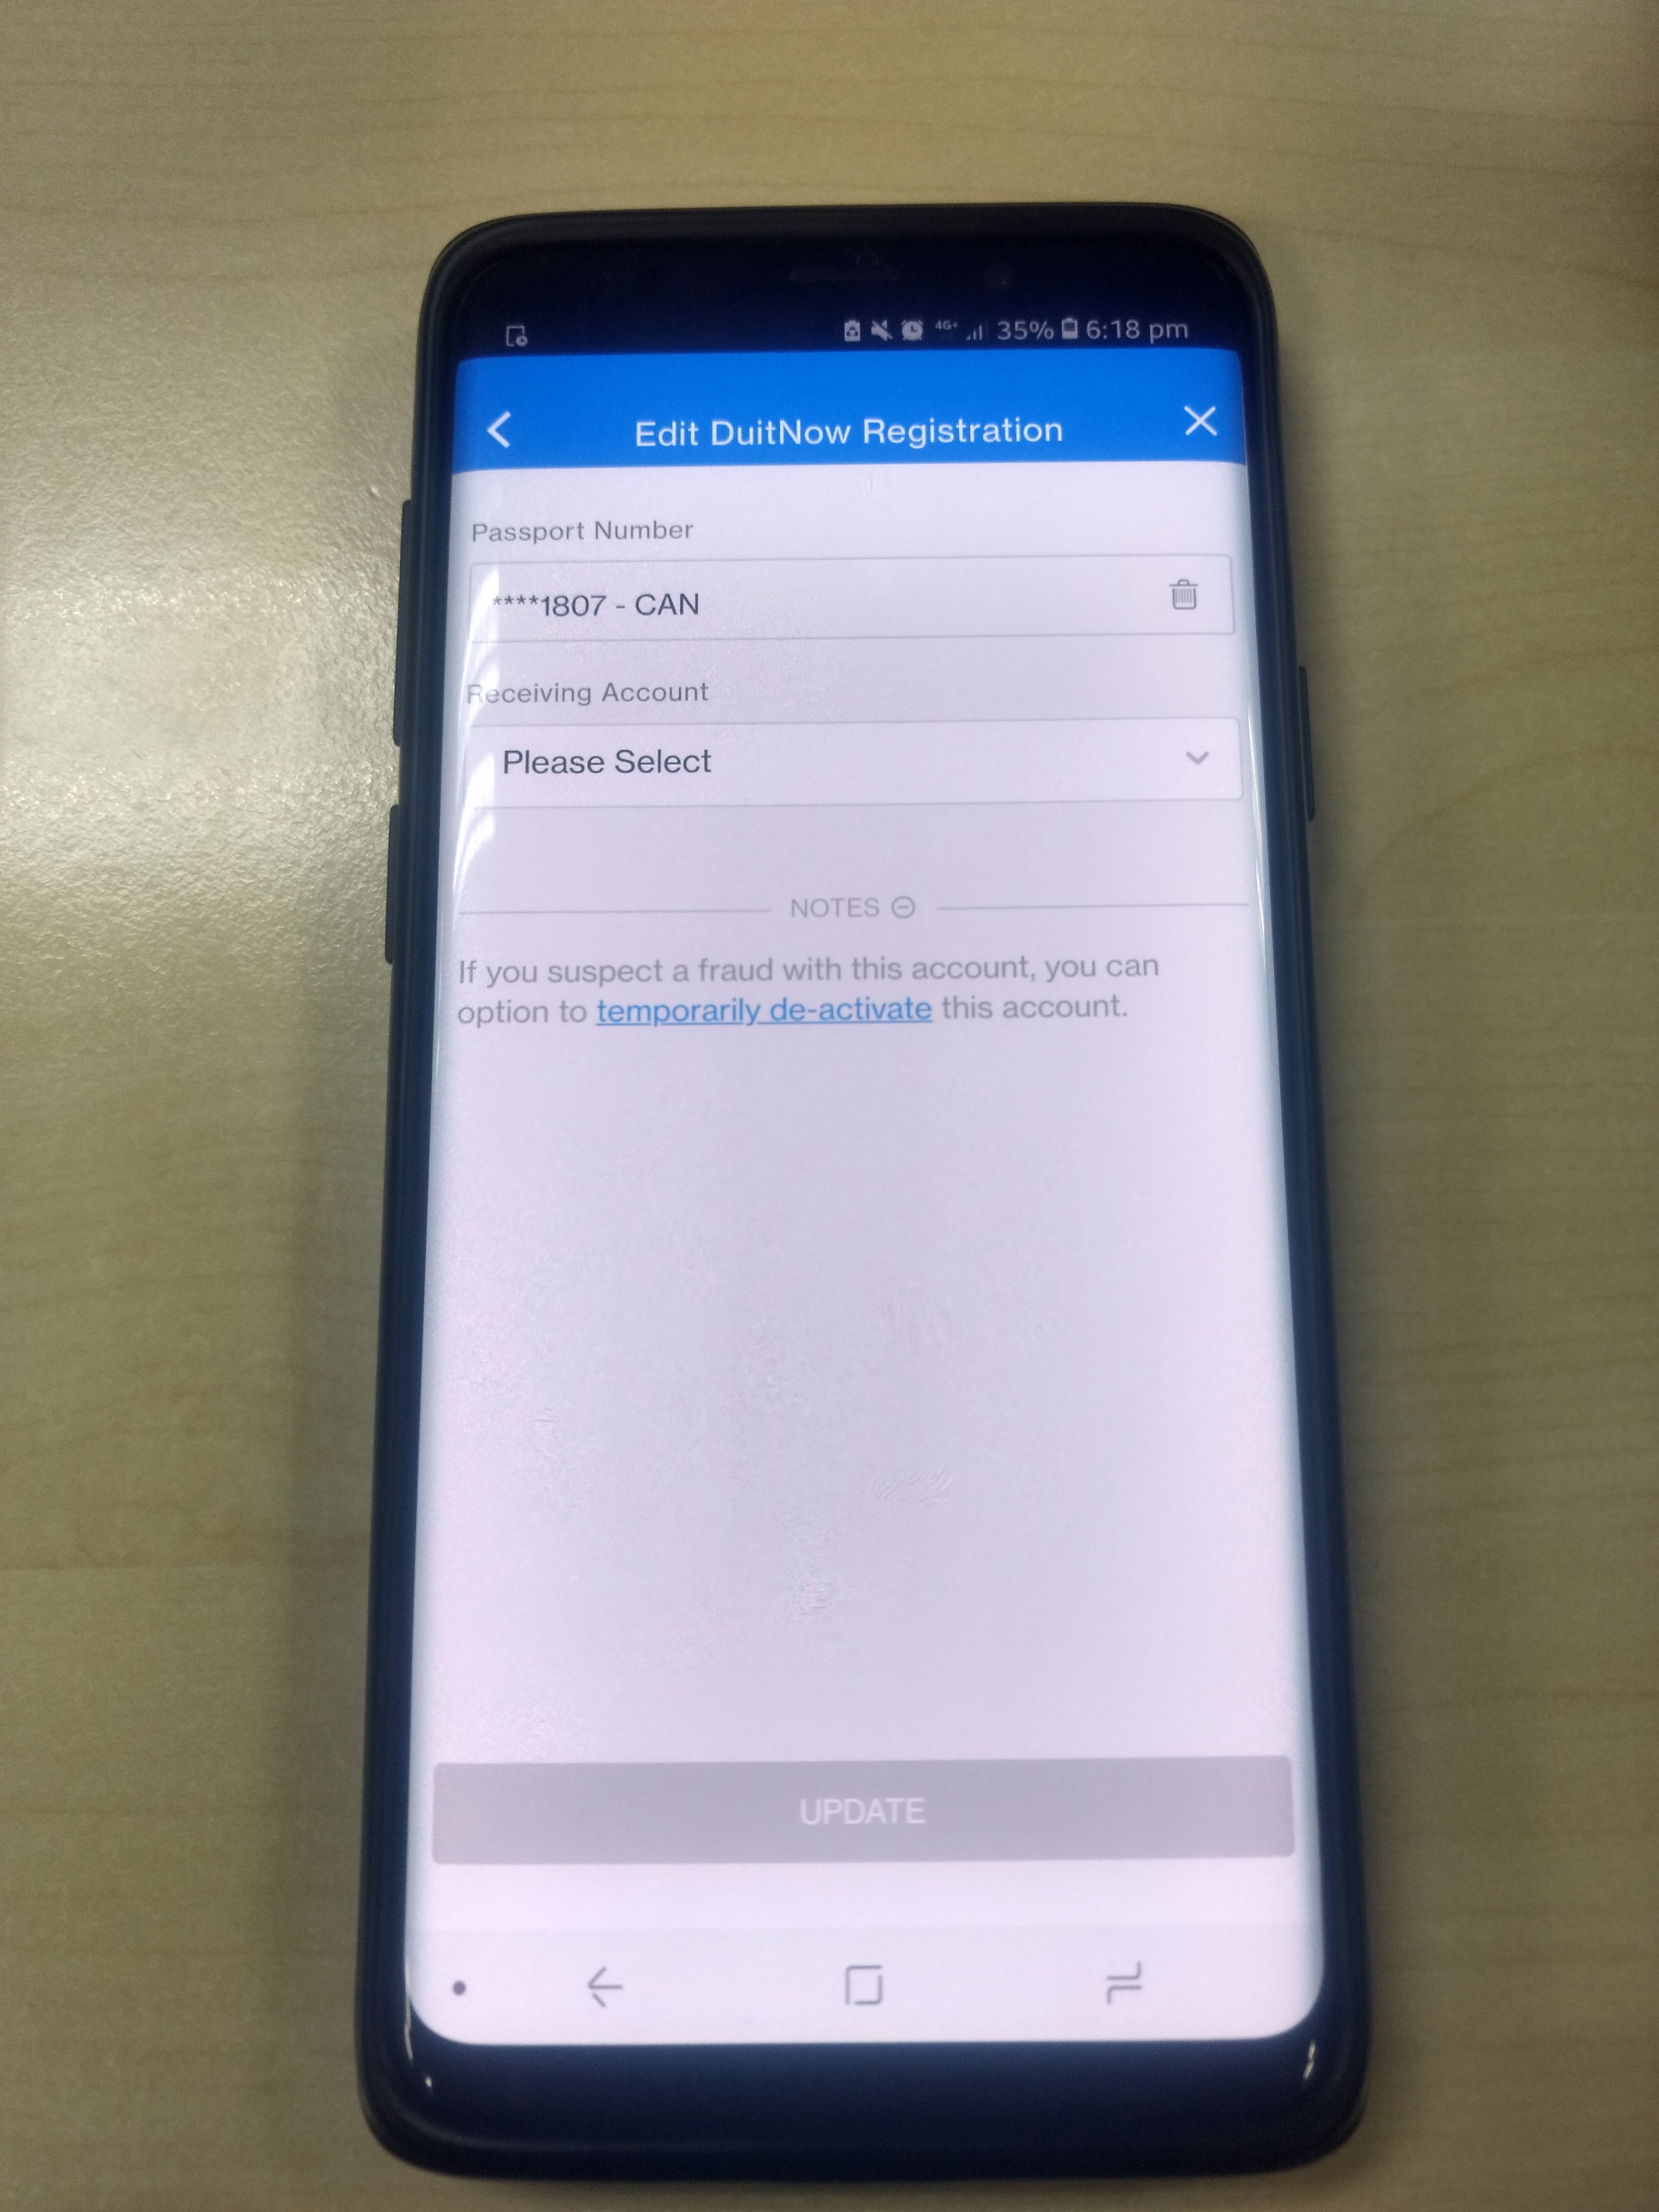 4G+ 35% 6:18 pm
Edit DuitNow Registration
Passport Number
****1807 - CAN
Receiving Account
Please Select
NOTES
If you suspect a fraud with this account, you can
option to temporarily de-activate this account.
UPDATE